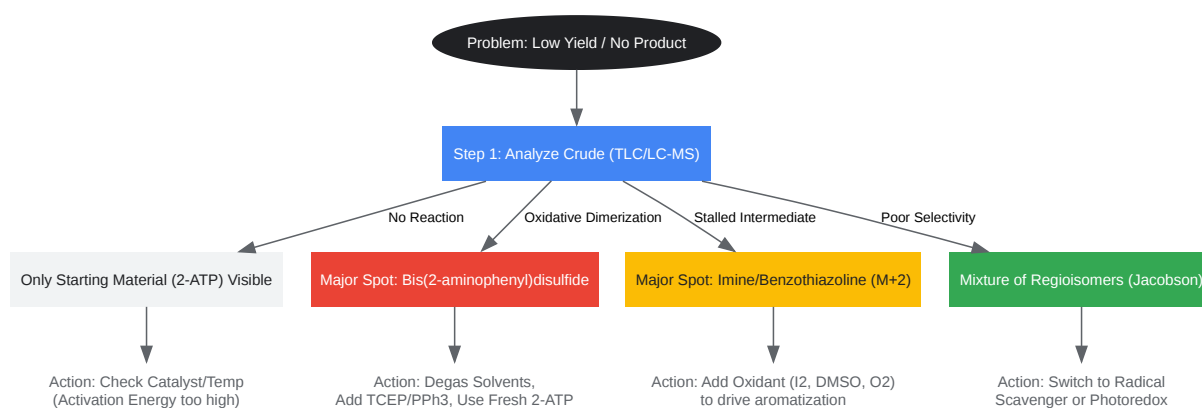 Problem: Low Yield / No Product
Step 1: Analyze Crude (TLC/LC-MS)
No Reaction
Oxidative Dimerization
Stalled Intermediate
Poor Selectivity
Only Starting Material (2-ATP) Visible
Major Spot: Bis(2-aminophenyl)disulfide
Major Spot: Imine/Benzothiazoline (M+2)
Mixture of Regioisomers (Jacobson)
Action: Check Catalyst/Temp
(Activation Energy too high)
Action: Degas Solvents,
Add TCEP/PPh3, Use Fresh 2-ATP
Action: Add Oxidant (I2, DMSO, O2)
to drive aromatization
Action: Switch to Radical
Scavenger or Photoredox